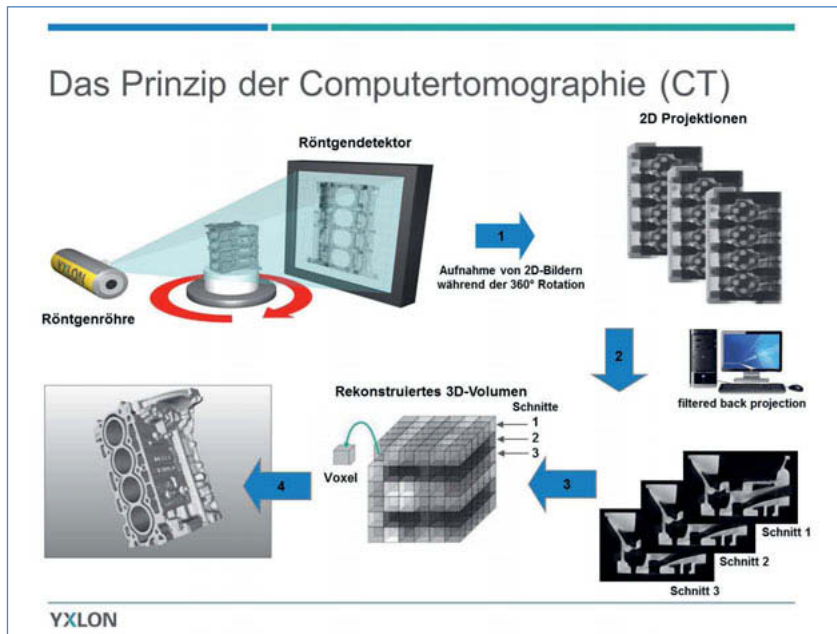 Das Prinzip der Computertomographie (CT)
2D Projektionen
Röntgendetektor
YXLON
Röntgenröhre
1
Aufnahme von 2D-Bildern
während der 360° Rotation
2
filtered back projection
Rekonstruiertes 3D-Volumen
Schnitte
1
2
3
Voxel
4
3
Schnitt 1
Schnitt 2
Schnitt 3
YXLON